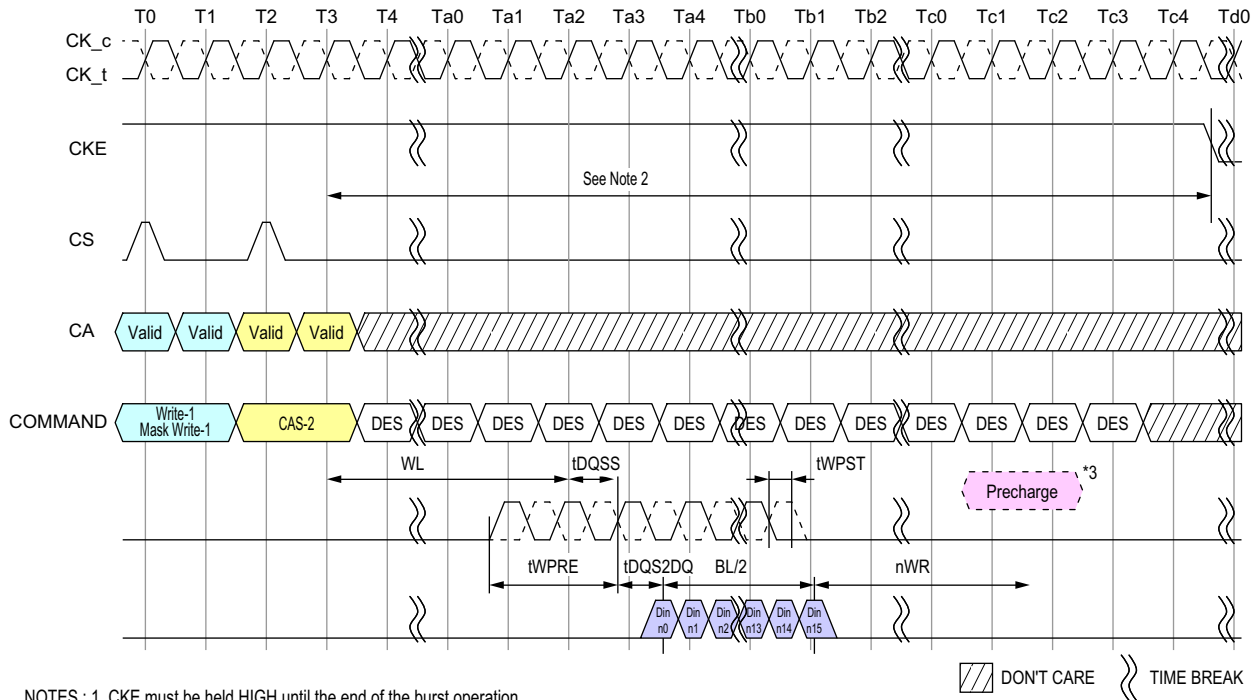 T0 T1 T2 T3 T4 Ta0 Ta1 Ta2 Ta3 Ta4 Tb0 Tb1 Tb2 Tc0 Tc1 Tc2 Tc3 Tc4 Td0
CK_c
CK_t
CKE
See Note 2
CS
CA Valid Valid Valid Valid
COMMAND Write-1 Mask Write-1 CAS-2 DES DES DES DES DES DES DES DES DES DES DES DES DES
WL tDQSS tWPST
Precharge *3
tWPRE tDQS2DQ BL/2 nWR
Din n0 Din n1 Din n2 Din n13 Din n14 Din n15
DON'T CARE TIME BREAK
NOTES : 1. CKE must be held HIGH until the end of the burst operation.